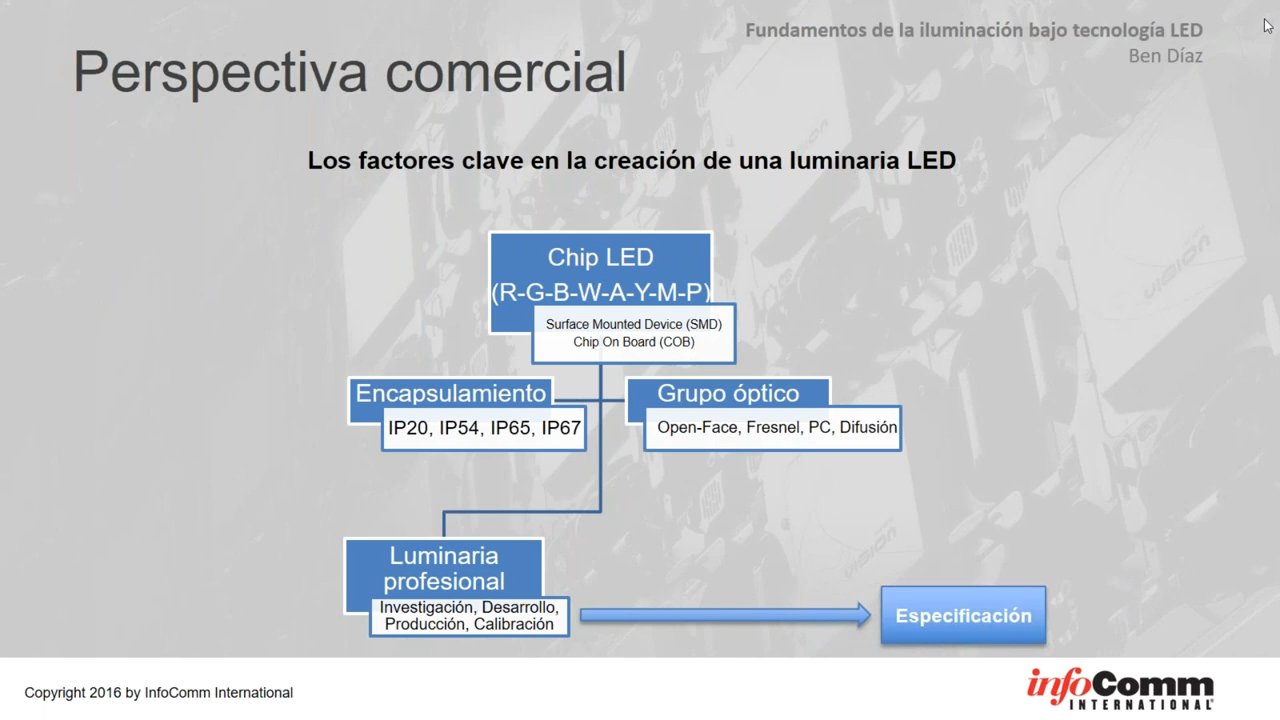 Fundamentos de la iluminación bajo tecnología LED
Ben Díaz
Perspectiva comercial
Los factores clave en la creación de una luminaria LED
Chip LED
(R-G-B-W-A-Y-M-P)
Surface Mounted Device (SMD)
Chip On Board (COB)
Encapsulamiento
IP20, IP54, IP65, IP67
Grupo óptico
Open-Face, Fresnel, PC, Difusión
Luminaria
profesional
Investigación, Desarrollo,
Producción, Calibración
Especificación
Copyright 2016 by InfoComm International
infoComm
INTERNATIONAL